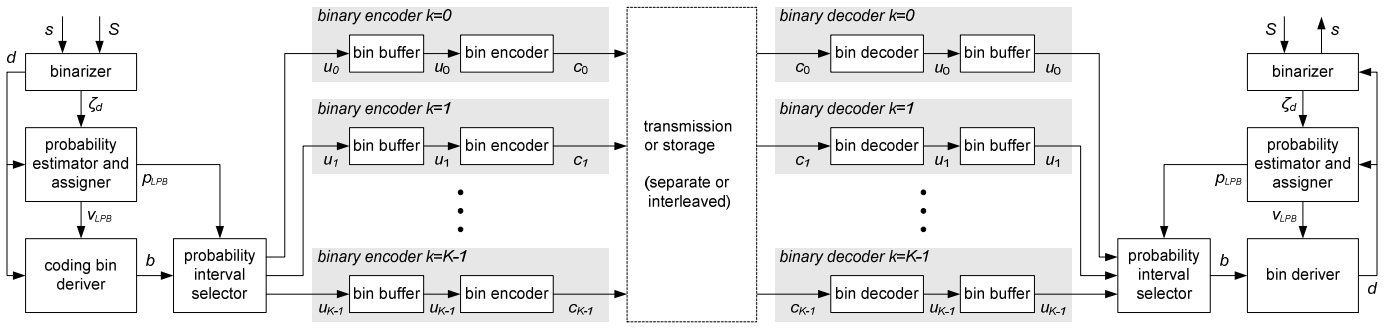 s S
d
binarizer
ζd
probability
estimator and
assigner
pLPB
vLPB
coding bin
deriver
b
probability
interval
selector
binary encoder k=0
bin buffer
bin encoder
u0 u0 c0
binary encoder k=1
bin buffer
bin encoder
u1 u1 c1
binary encoder k=K-1
bin buffer
bin encoder
uK-1 uK-1 cK-1
transmission
or storage
(separate or
interleaved)
binary decoder k=0
bin decoder
bin buffer
c0 u0 u0
binary decoder k=1
bin decoder
bin buffer
c1 u1 u1
binary decoder k=K-1
bin decoder
bin buffer
cK-1 uK-1 uK-1
S s
binarizer
ζd
probability
estimator and
assigner
pLPB
vLPB
probability
interval
selector
b
bin deriver
d